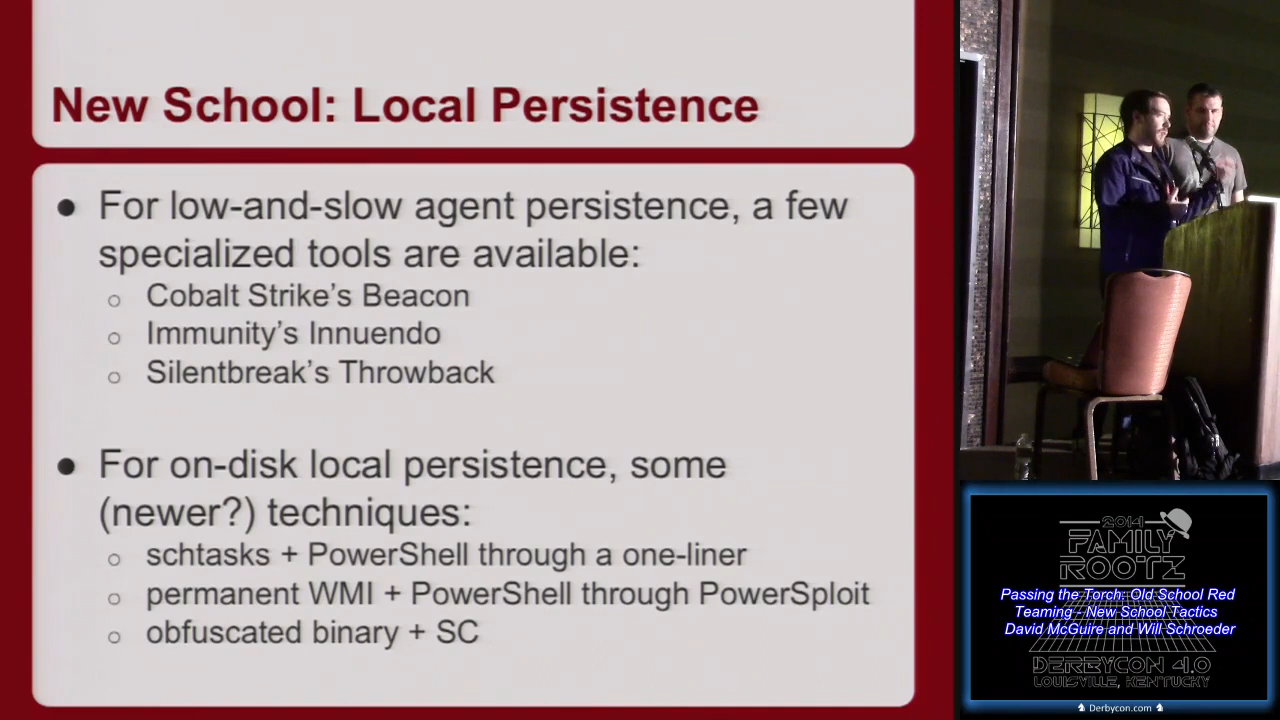 New School: Local Persistence
● For low-and-slow agent persistence, a few
specialized tools are available:
○ Cobalt Strike's Beacon
○ Immunity's Innuendo
○ Silentbreak's Throwback
● For on-disk local persistence, some
(newer?) techniques:
○ schtasks + PowerShell through a one-liner
○ permanent WMI + PowerShell through PowerSploit
○ obfuscated binary + SC
2014
FAMILY
ROOTZ
Passing the Torch: Old School Red
Teaming - New School Tactics
David McGuire and Will Schroeder
DERBYCON 4.0
LOUISVILLE, KENTUCKY
Derbycon.com